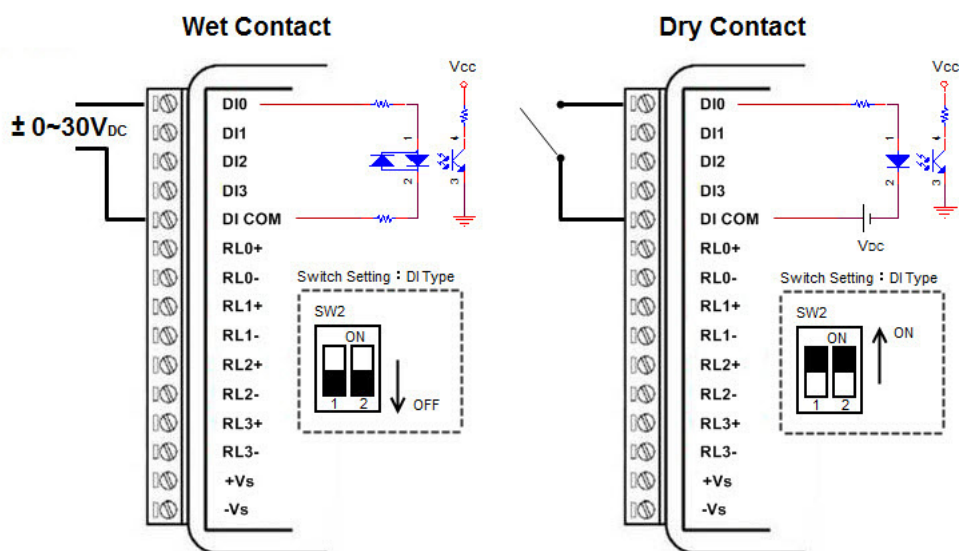 Wet Contact
± 0~30VDC
DI0
DI1
DI2
DI3
DI COM
RL0+
RL0-
RL1+
RL1-
RL2+
RL2-
RL3+
RL3-
+Vs
-Vs
Vcc
1
4
2
3
Switch Setting：DI Type
SW2
ON
1 2
OFF
Dry Contact
DI0
DI1
DI2
DI3
DI COM
RL0+
RL0-
RL1+
RL1-
RL2+
RL2-
RL3+
RL3-
+Vs
-Vs
Vcc
1
4
2
3
VDC
Switch Setting：DI Type
SW2
ON
1 2
ON